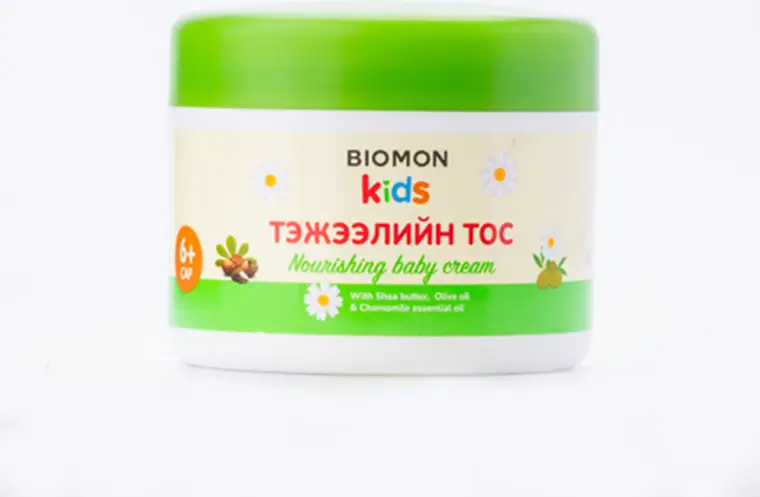 BIOMON
kids
ТЭЖЭЭЛИЙН ТОС
Nourishing baby cream
6+
САР
With Shea butter, Olive oil
& Chamomile essential oil